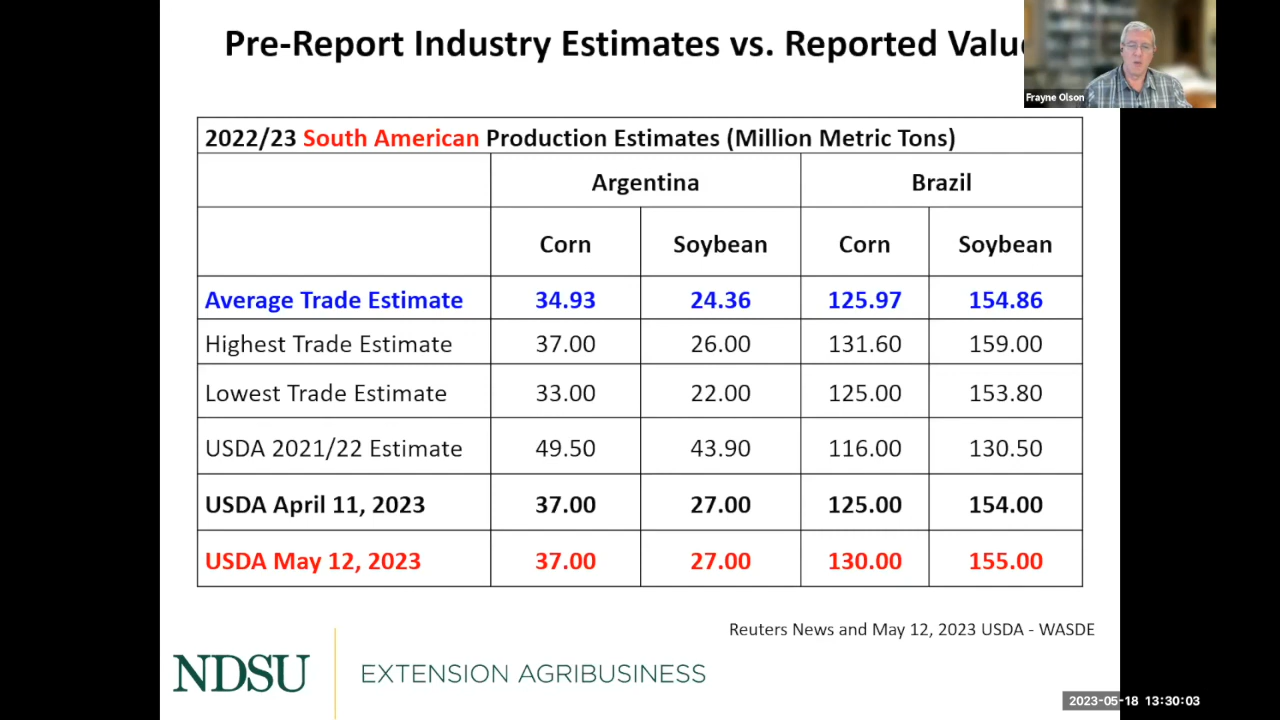 Pre-Report Industry Estimates vs. Reported
Frayne Olson
2022/23 South American Production Estimates (Million Metric Tons)
Argentina Brazil
Corn Soybean Corn Soybean
Average Trade Estimate 34.93 24.36 125.97 154.86
Highest Trade Estimate 37.00 26.00 131.60 159.00
Lowest Trade Estimate 33.00 22.00 125.00 153.80
USDA 2021/22 Estimate 49.50 43.90 116.00 130.50
USDA April 11, 2023 37.00 27.00 125.00 154.00
USDA May 12, 2023 37.00 27.00 130.00 155.00
Reuters News and May 12, 2023 USDA - WASDE
NDSU EXTENSION AGRIBUSINESS
2023-05-18 13:30:03